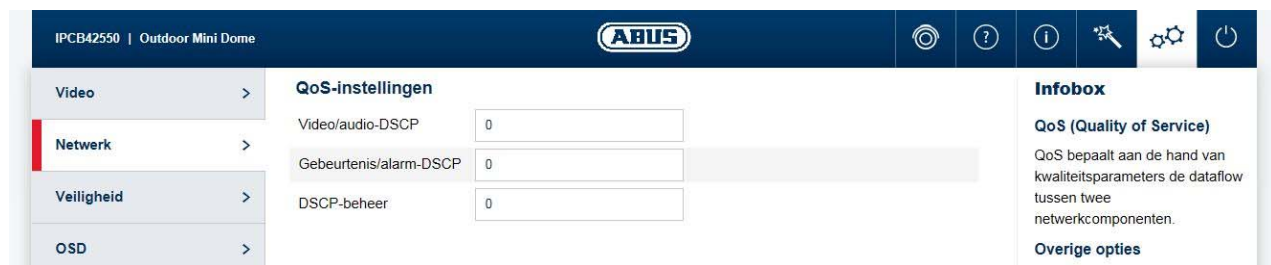 IPCB42550 | Outdoor Mini Dome
ABUS
Video
Netwerk
Veiligheid
OSD
QoS-instellingen
Video/audio-DSCP 0
Gebeurtenis/alarm-DSCP 0
DSCP-beheer 0
Infobox
QoS (Quality of Service)
QoS bepaalt aan de hand van
kwaliteitsparameters de dataflow
tussen twee
netwerkcomponenten.
Overige opties